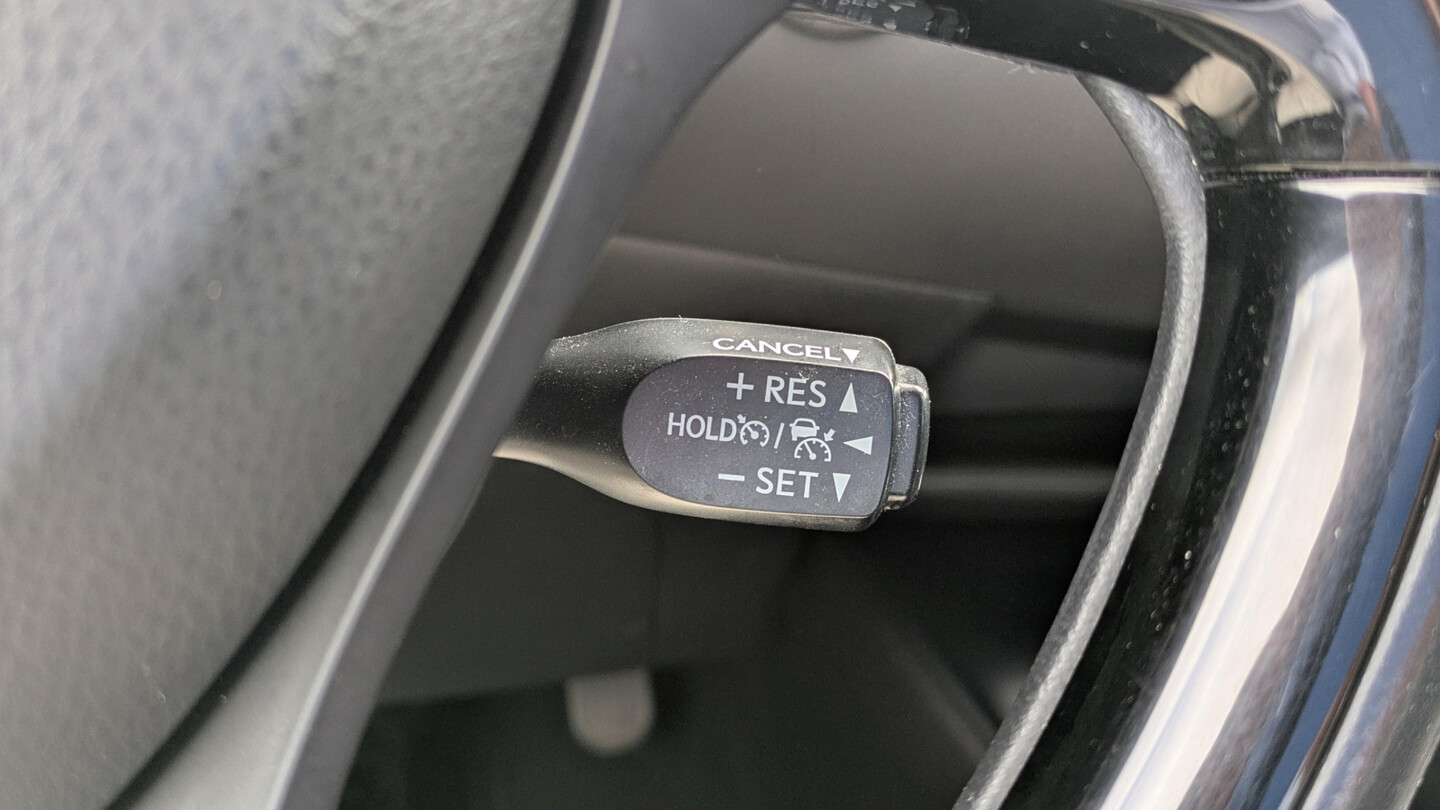 CANCEL▼
+ RES ▲
HOLD / ◀
− SET ▼